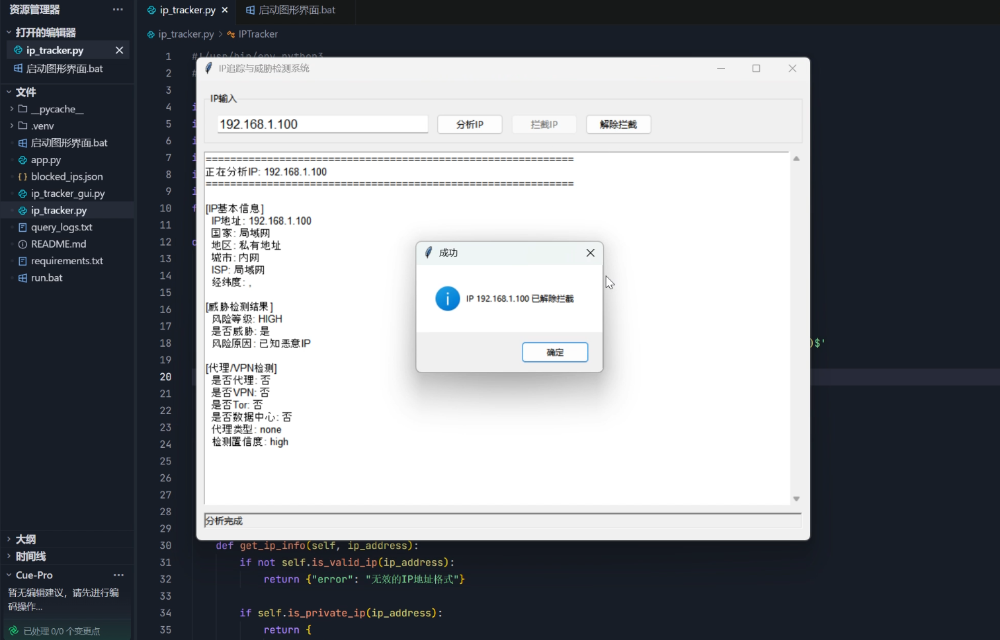 资源管理器
打开的编辑器
ip_tracker.py
启动图形界面.bat
文件
__pycache__
.venv
启动图形界面.bat
app.py
blocked_ips.json
ip_tracker_gui.py
ip_tracker.py
query_logs.txt
README.md
requirements.txt
run.bat
大纲
时间线
Cue-Pro
暂无编辑建议，请先进行编
码操作...
已处理 0/0 个变更点
ip_tracker.py
启动图形界面.bat
ip_tracker.py > IPTracker
1 #!/usr/bin/env python3
2 #
3
4 i
5 i
6 i
7 i
8 i
9 i
10 f
11
12 c
13
14
15
16
17
18 )$'
19
20
21
22
23
24
25
26
27
28
29
30 def get_ip_info(self, ip_address):
31 if not self.is_valid_ip(ip_address):
32 return {"error": "无效的IP地址格式"}
33
34 if self.is_private_ip(ip_address):
35 return {
IP追踪与威胁检测系统
IP输入
192.168.1.100
分析IP
拦截IP
解除拦截
============================================================
正在分析IP: 192.168.1.100
============================================================
[IP基本信息]
IP地址: 192.168.1.100
国家: 局域网
地区: 私有地址
城市: 内网
ISP: 局域网
经纬度: ,
[威胁检测结果]
风险等级: HIGH
是否威胁: 是
风险原因: 已知恶意IP
[代理/VPN检测]
是否代理: 否
是否VPN: 否
是否Tor: 否
是否数据中心: 否
代理类型: none
检测置信度: high
分析完成
成功
IP 192.168.1.100 已解除拦截
确定